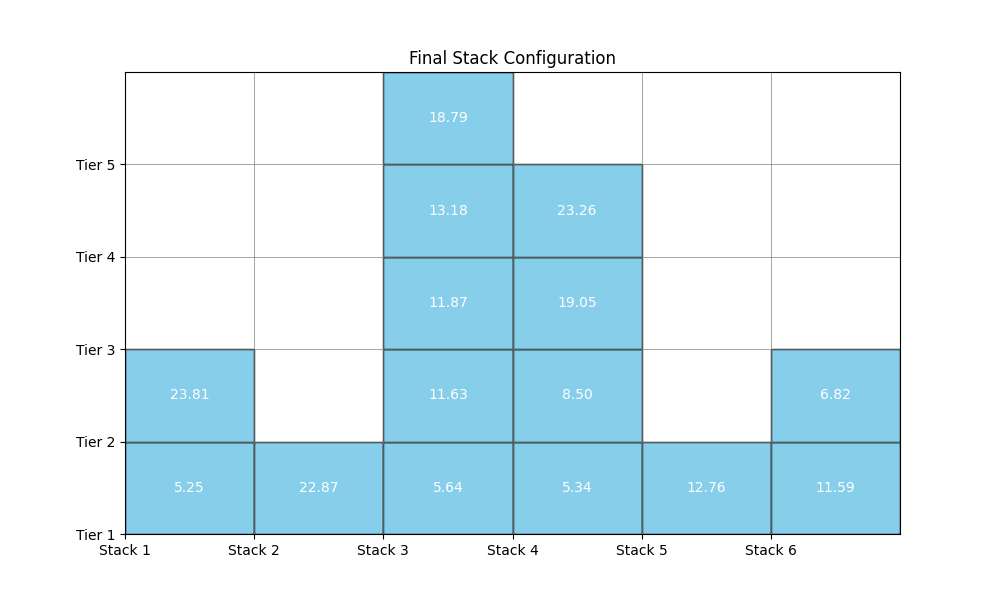 Final Stack Configuration
18.79
Tier 5
13.18 23.26
Tier 4
11.87 19.05
Tier 3
23.81 11.63 8.50 6.82
Tier 2
5.25 22.87 5.64 5.34 12.76 11.59
Tier 1
Stack 1 Stack 2 Stack 3 Stack 4 Stack 5 Stack 6